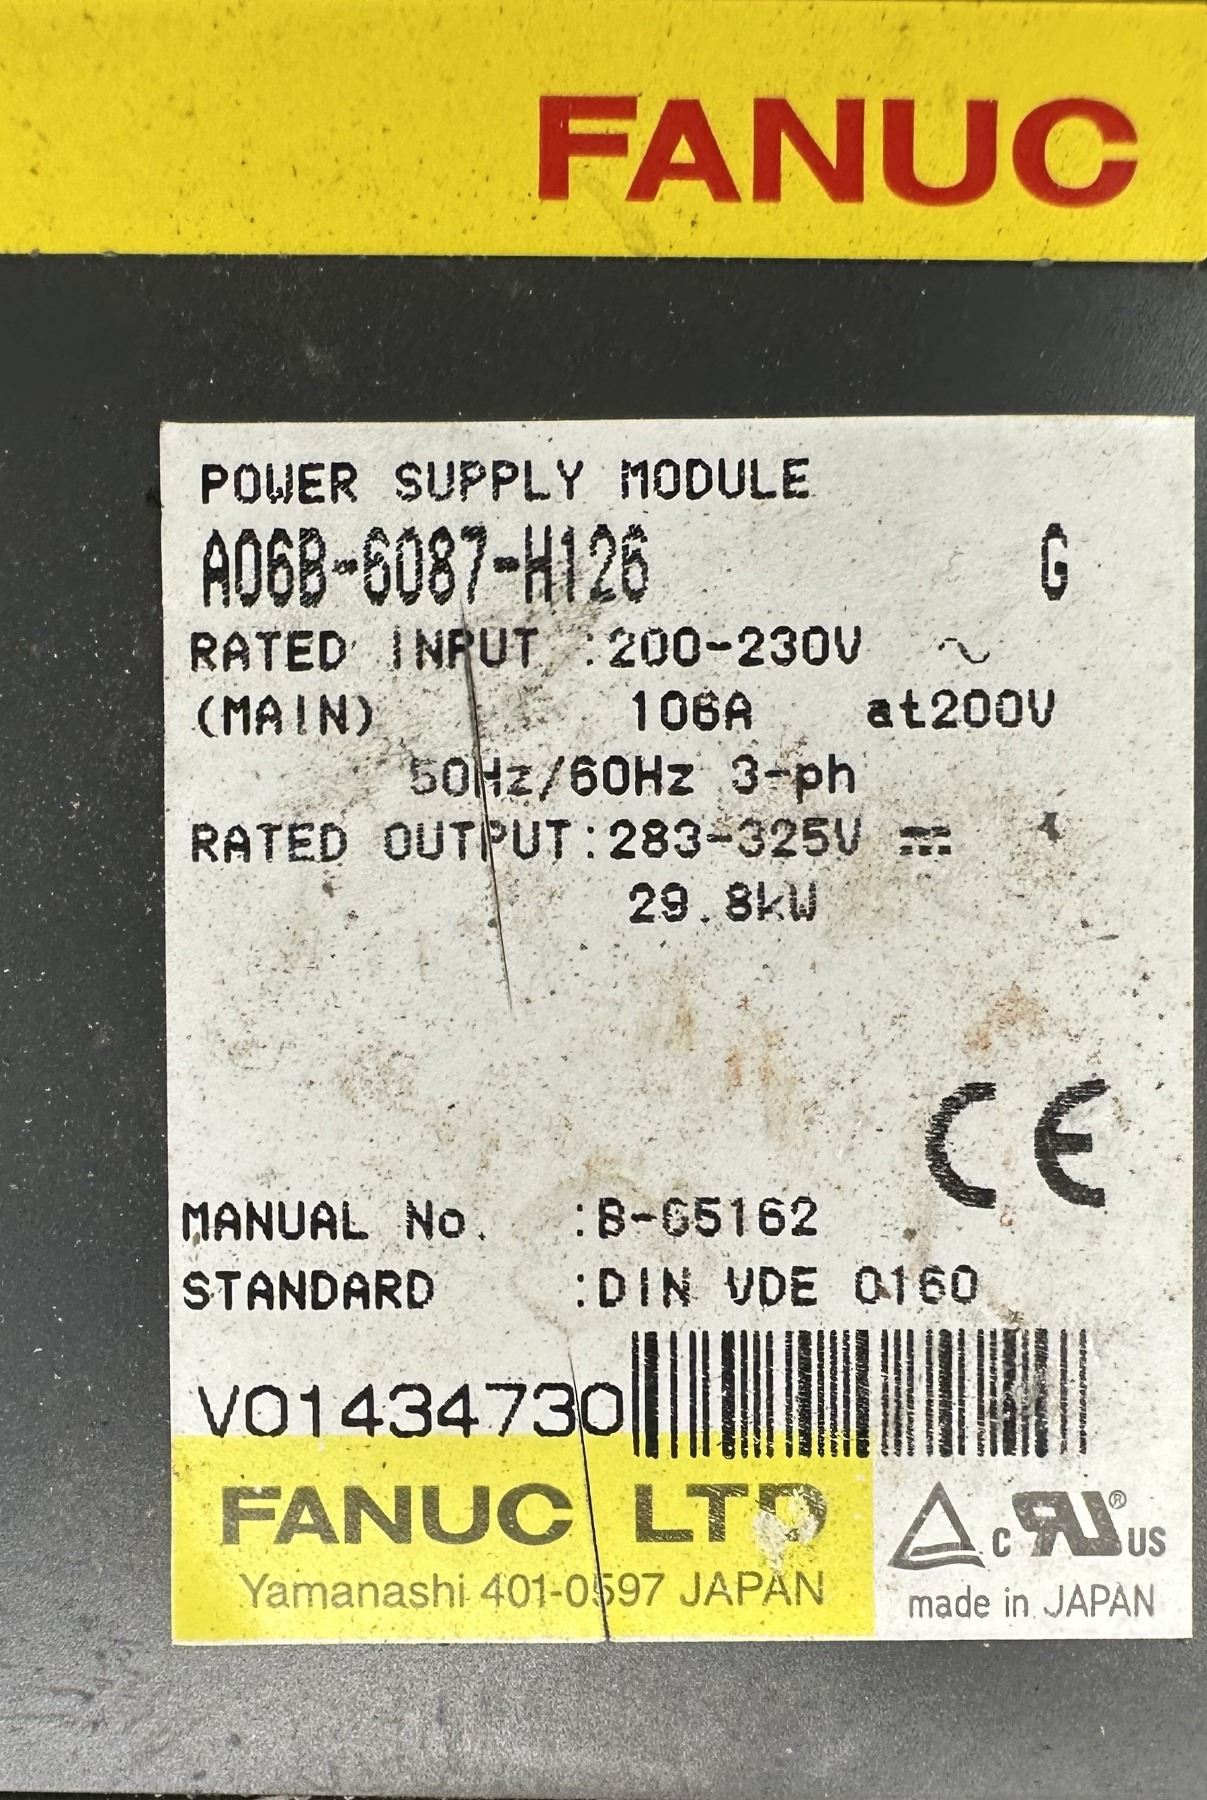 FANUC
POWER SUPPLY MODULE
A06B-6087-H126 G
RATED INPUT :200-230V ~
(MAIN) 106A at200V
50Hz/60Hz 3-ph
RATED OUTPUT:283-325V ⎓
29.8kW
CE
MANUAL No. :B-65162
STANDARD :DIN VDE 0160
V01434730
FANUC LTD
Yamanashi 401-0597 JAPAN
c RU® US
made in JAPAN